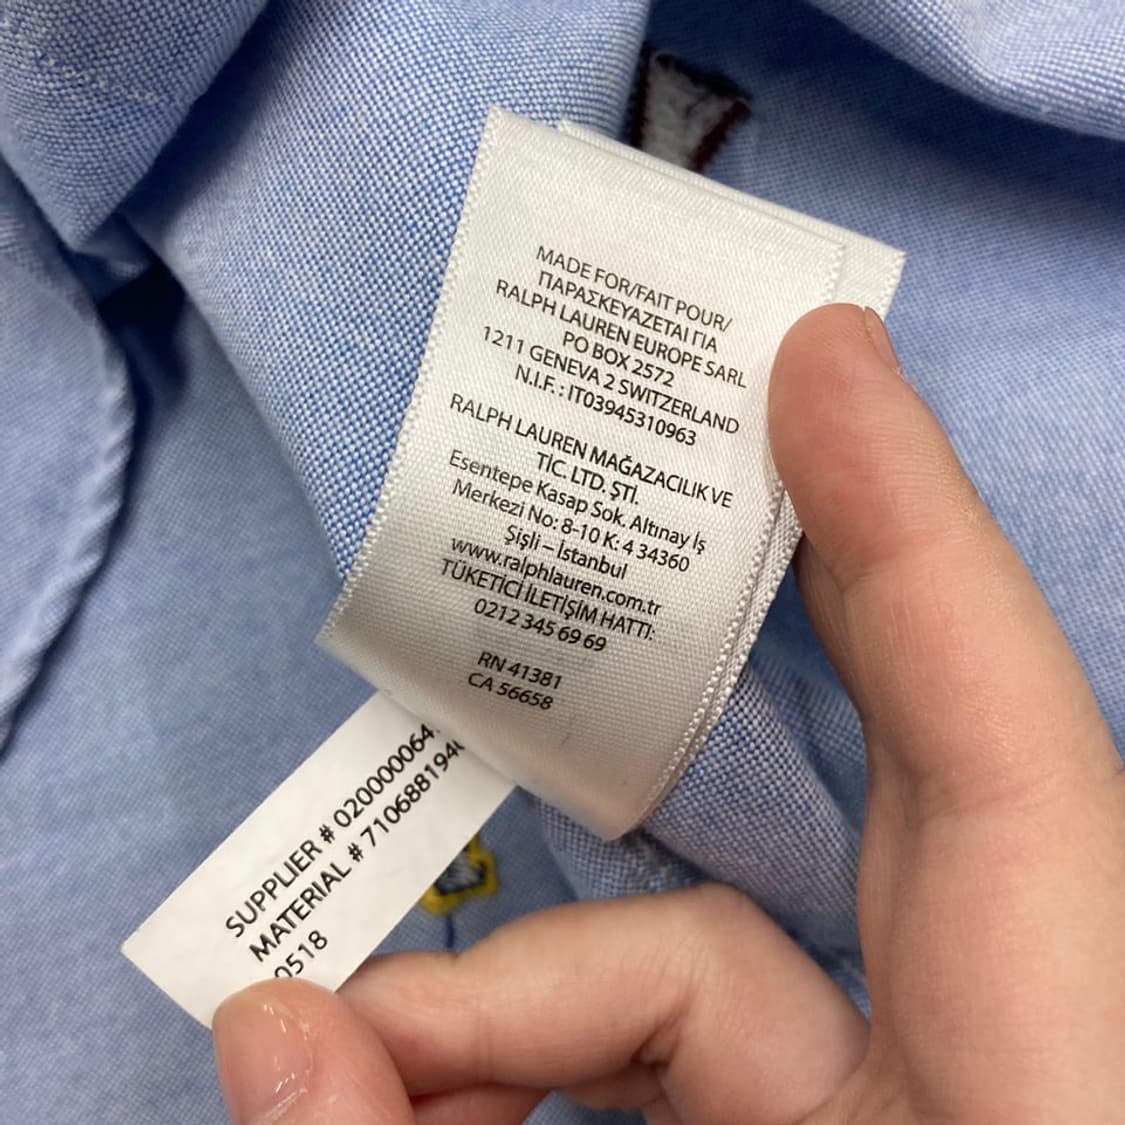 MADE FOR/FAIT POUR/
ΠΑΡΑΣΚΕΥΑΖΕΤΑΙ ΓΙΑ
RALPH LAUREN EUROPE SARL
PO BOX 2572
1211 GENEVA 2 SWITZERLAND
N.I.F. : IT03945310963
RALPH LAUREN MAĞAZACILIK VE
TİC. LTD. ŞTİ.
Esentepe Kasap Sok. Altınay İş
Merkezi No: 8-10 K: 4 34360
Şişli – İstanbul
www.ralphlauren.com.tr
TÜKETİCİ İLETİŞİM HATTI:
0212 345 69 69
RN 41381
CA 56658
SUPPLIER #
MATERIAL #
0518